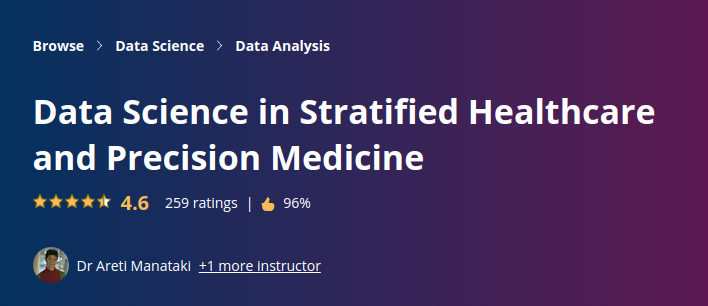 Browse > Data Science > Data Analysis
Data Science in Stratified Healthcare
and Precision Medicine
4.6 259 ratings | 96%
Dr Areti Manataki +1 more instructor